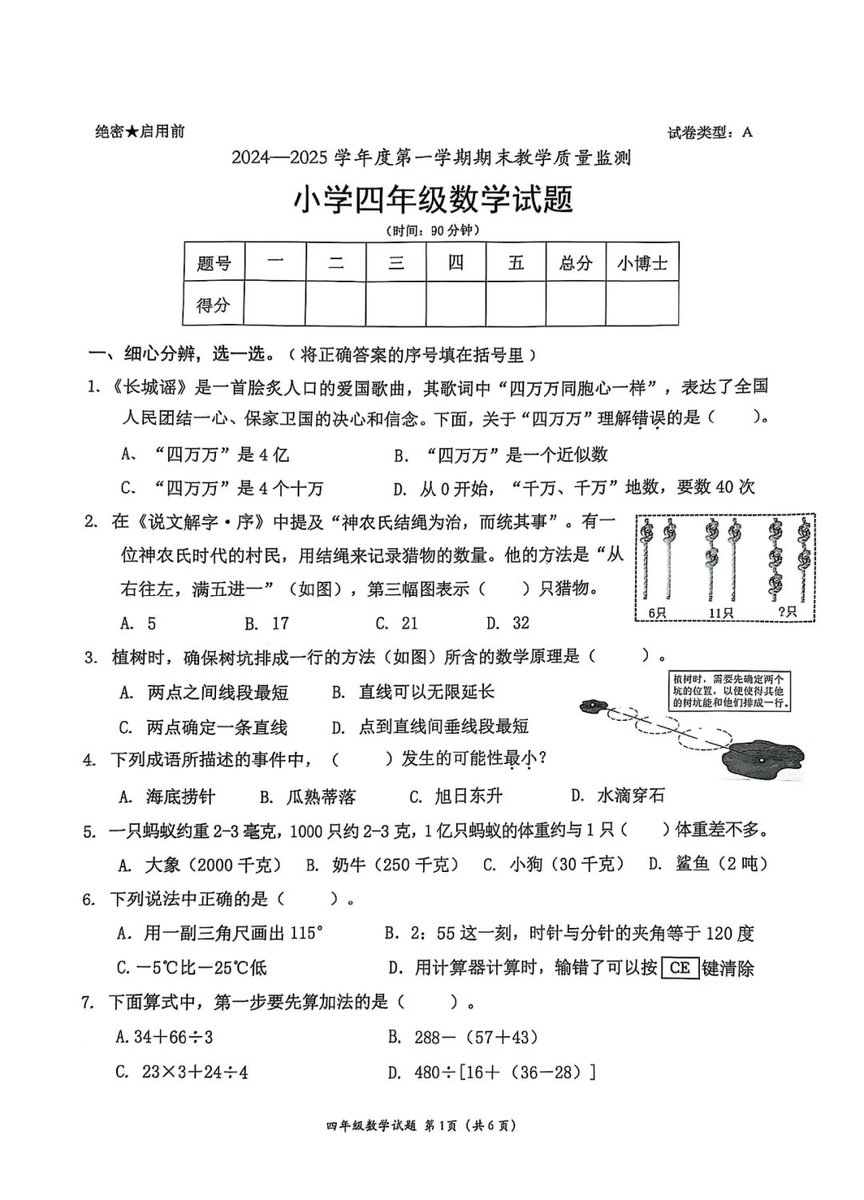 绝密★启用前
试卷类型：A
2024—2025 学年度第一学期期末教学质量监测
小学四年级数学试题
（时间：90 分钟）
题号 一 二 三 四 五 总分 小博士
得分
一、细心分辨，选一选。（将正确答案的序号填在括号里）
1. 《长城谣》是一首脍炙人口的爱国歌曲，其歌词中“四万万同胞心一样”，表达了全国
人民团结一心、保家卫国的决心和信念。下面，关于“四万万”理解错误的是（ ）。
A. “四万万”是 4 亿 B. “四万万”是一个近似数
C. “四万万”是 4 个十万 D. 从 0 开始，“千万、千万”地数，要数 40 次
2. 在《说文解字·序》中提及“神农氏结绳为治，而统其事”。有一
位神农氏时代的村民，用结绳来记录猎物的数量。他的方法是“从
右往左，满五进一”（如图），第三幅图表示（ ）只猎物。
6只 11只 ?只
A. 5 B. 17 C. 21 D. 32
3. 植树时，确保树坑排成一行的方法（如图）所含的数学原理是（ ）。
植树时，需要先确定两个
坑的位置，以便使得其他
的树坑能和他们排成一行。
A. 两点之间线段最短 B. 直线可以无限延长
C. 两点确定一条直线 D. 点到直线间垂线段最短
4. 下列成语所描述的事件中，（ ）发生的可能性最小？
A. 海底捞针 B. 瓜熟蒂落 C. 旭日东升 D. 水滴穿石
5. 一只蚂蚁约重 2-3 毫克，1000 只约 2-3 克，1 亿只蚂蚁的体重约与 1 只（ ）体重差不多。
A. 大象（2000 千克） B. 奶牛（250 千克） C. 小狗（30 千克） D. 鲨鱼（2 吨）
6. 下列说法中正确的是（ ）。
A. 用一副三角尺画出 115° B. 2：55 这一刻，时针与分针的夹角等于 120 度
C. －5℃比－25℃低 D. 用计算器计算时，输错了可以按 CE 键清除
7. 下面算式中，第一步要先算加法的是（ ）。
A. 34＋66÷3 B. 288－（57＋43）
C. 23×3＋24÷4 D. 480÷[16＋（36－28）]
四年级数学试题 第1页（共6页）